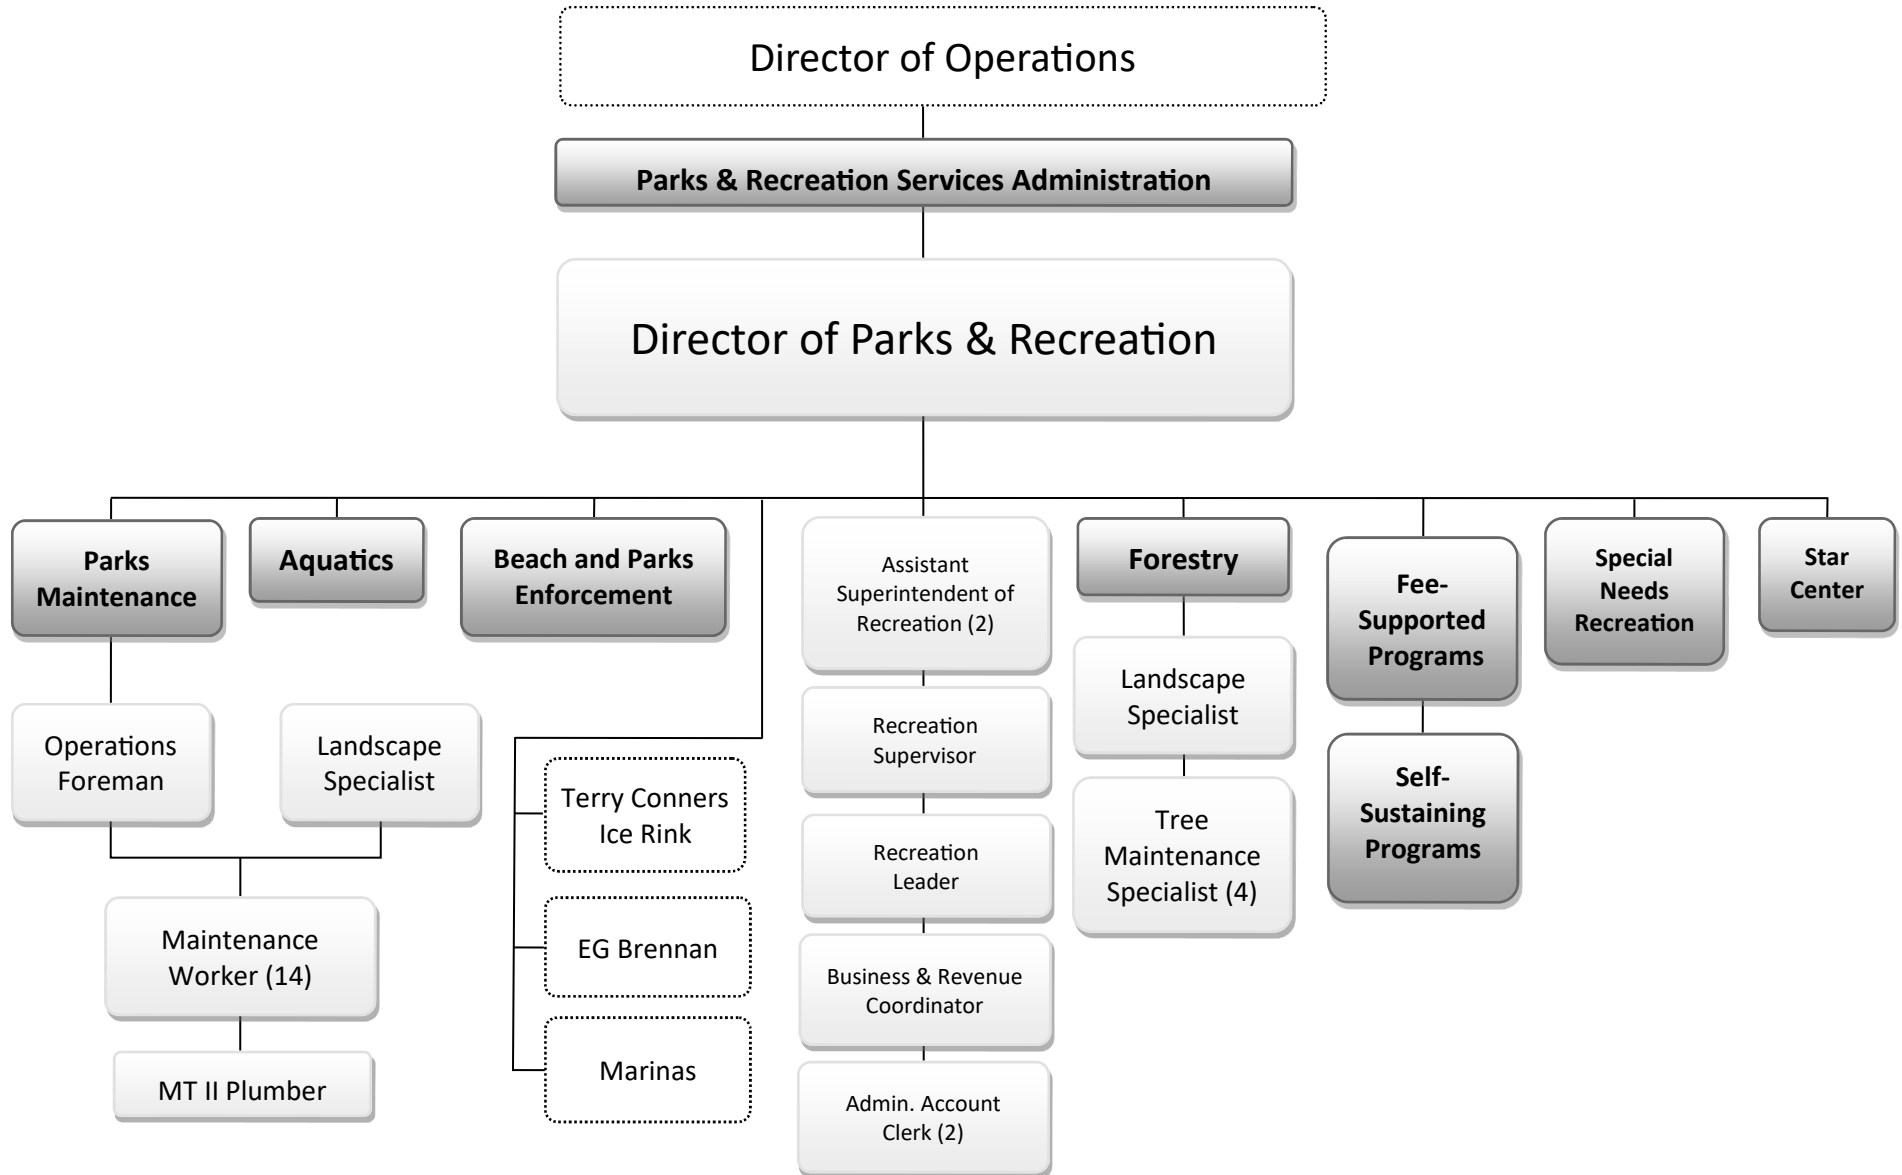 Director of Operations
Parks & Recreation Services Administration
Director of Parks & Recreation
Parks
Maintenance
Aquatics
Beach and Parks
Enforcement
Assistant
Superintendent of
Recreation (2)
Forestry
Fee-
Supported
Programs
Special
Needs
Recreation
Star
Center
Operations
Foreman
Landscape
Specialist
Maintenance
Worker (14)
MT II Plumber
Terry Conners
Ice Rink
EG Brennan
Marinas
Recreation
Supervisor
Recreation
Leader
Business & Revenue
Coordinator
Admin. Account
Clerk (2)
Landscape
Specialist
Tree
Maintenance
Specialist (4)
Self-
Sustaining
Programs